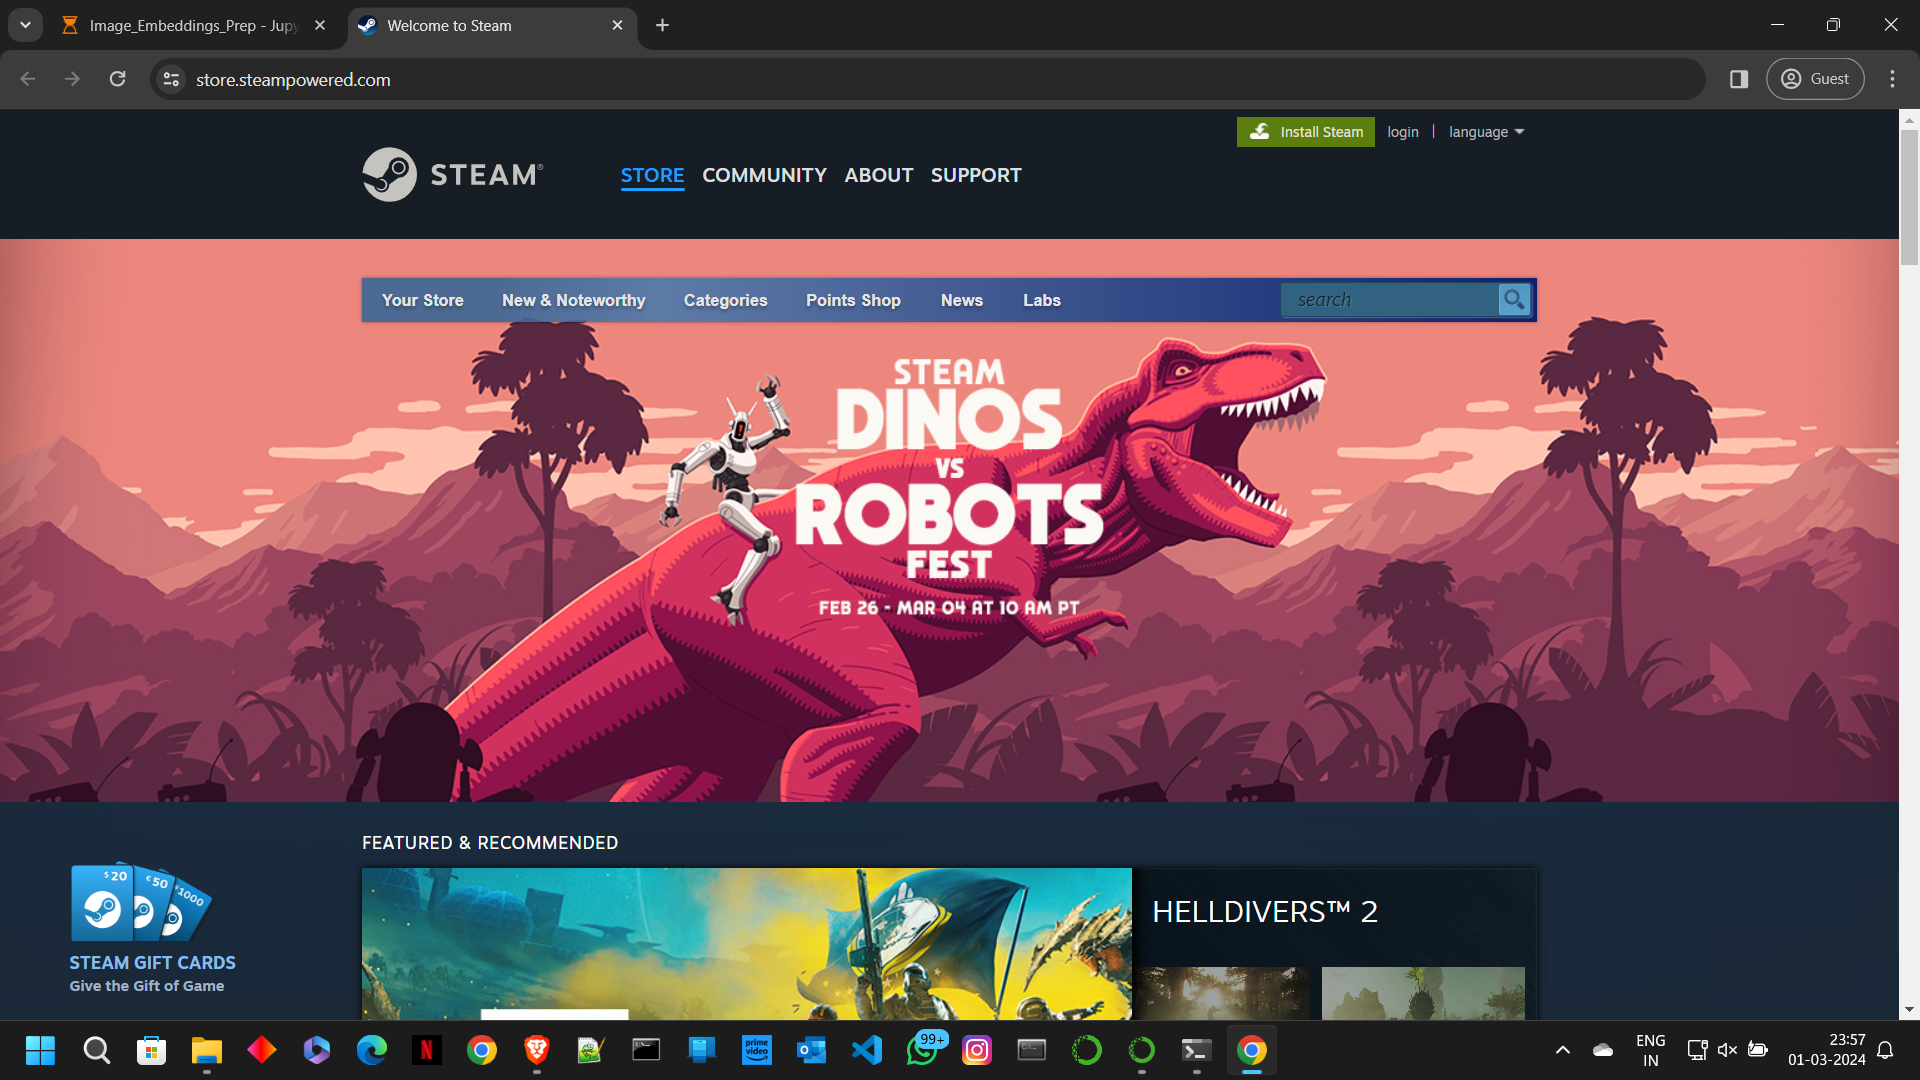 Image_Embeddings_Prep - Jupy
Welcome to Steam
store.steampowered.com
Guest
Install Steam
login
language
STEAM®
STORE
COMMUNITY
ABOUT
SUPPORT
Your Store
New & Noteworthy
Categories
Points Shop
News
Labs
search
STEAM
DINOS
VS
ROBOTS
FEST
FEB 26 - MAR 04 AT 10 AM PT
FEATURED & RECOMMENDED
$20
€50
1000
STEAM GIFT CARDS
Give the Gift of Game
HELLDIVERS™ 2
prime video
99+
ENG
IN
23:57
01-03-2024